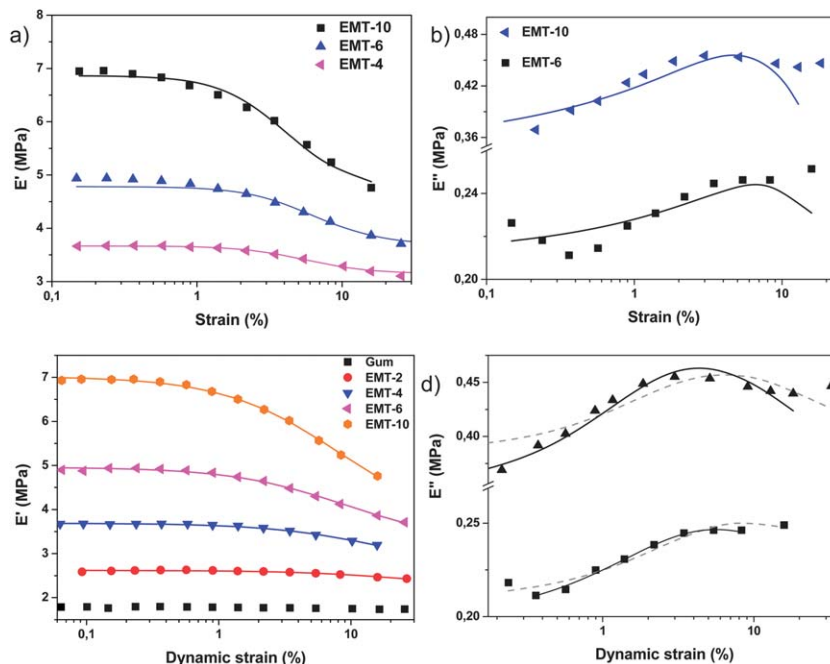 a)
EMT-10
EMT-6
EMT-4
8
7
6
5
4
3
E' (MPa)
0,1
1
10
Strain (%)
b)
EMT-10
EMT-6
0,48
0,42
0,36
0,24
0,20
E'' (MPa)
0,1
1
10
Strain (%)
Gum
EMT-2
EMT-4
EMT-6
EMT-10
7
6
5
4
3
2
E' (MPa)
0,1
1
10
Dynamic strain (%)
d)
0,45
0,40
0,25
0,20
E'' (MPa)
1
10
Dynamic strain (%)